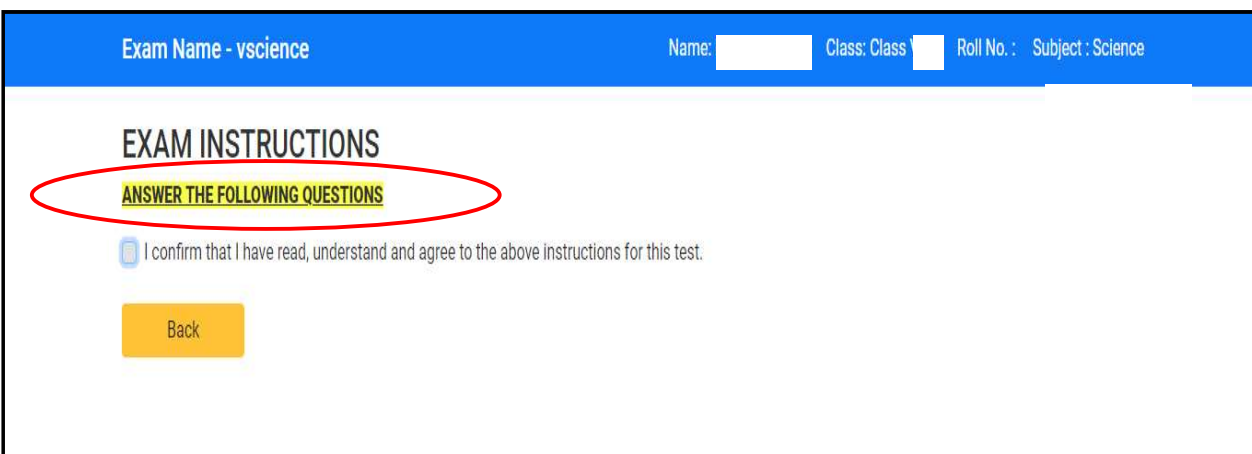 Exam Name - vscience Name: Class: Class Roll No. : Subject : Science
EXAM INSTRUCTIONS
ANSWER THE FOLLOWING QUESTIONS
I confirm that I have read, understand and agree to the above instructions for this test.
Back